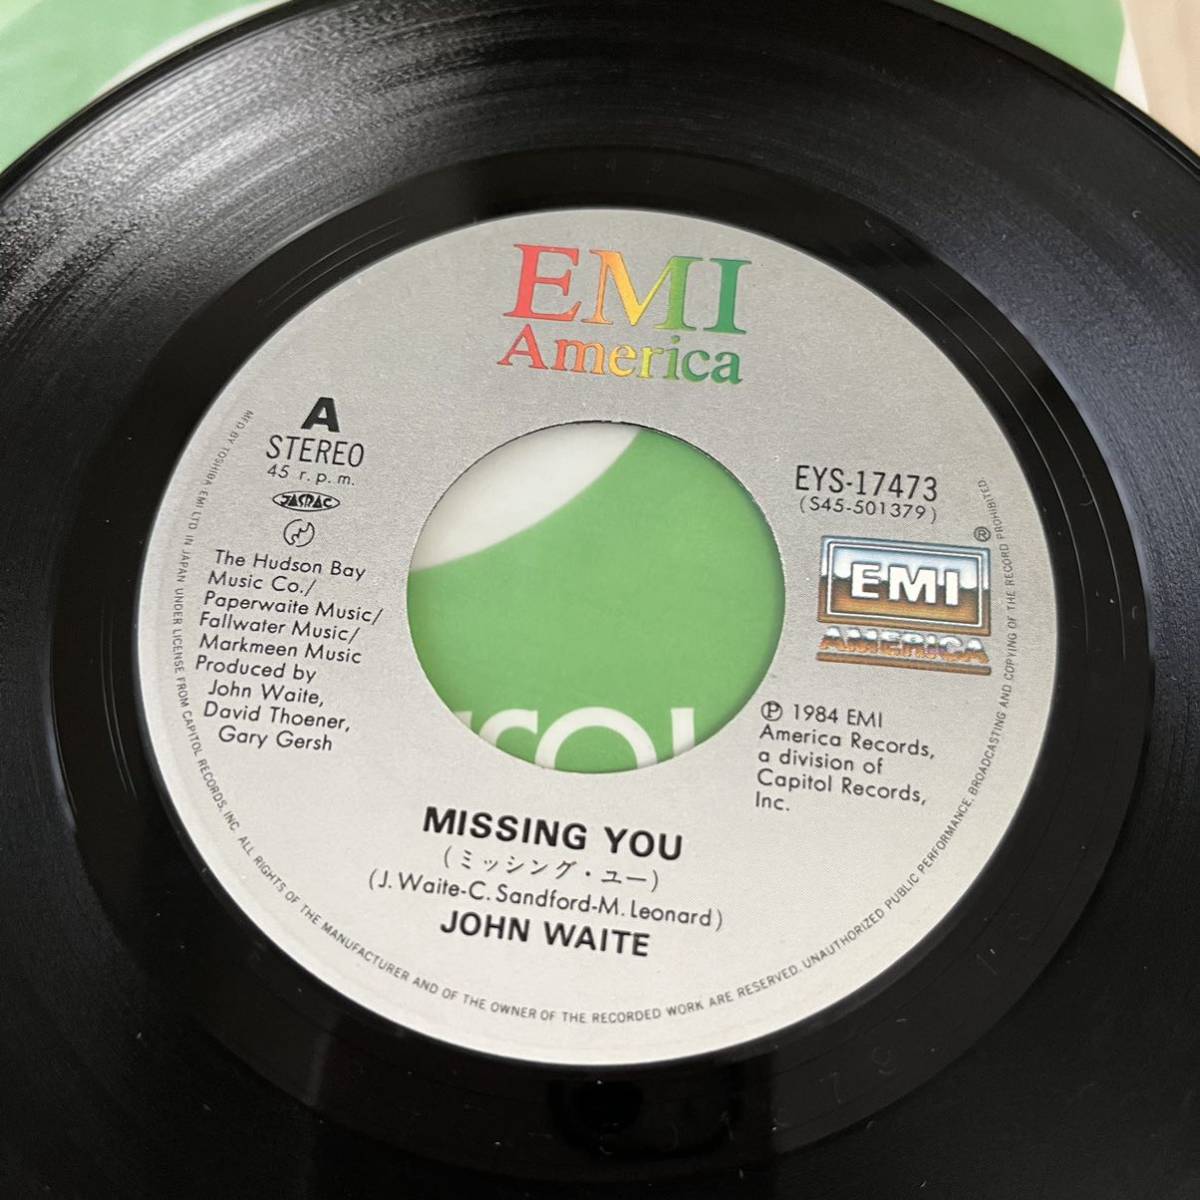 EMI
America
A
STEREO
45 r.p.m.
JASRAC
The Hudson Bay
Music Co./
Paperwaite Music/
Fallwater Music/
Markmeen Music
Produced by
John Waite,
David Thoener,
Gary Gersh
EYS-17473
(S45-501379)
®
EMI
AMERICA
℗ 1984 EMI
America Records,
a division of
Capitol Records,
Inc.
MISSING YOU
(ミッシング・ユー)
(J. Waite-C. Sandford-M. Leonard)
JOHN WAITE
MFD. BY TOSHIBA EMI LTD IN JAPAN UNDER LICENSE FROM CAPITOL RECORDS, INC. ALL RIGHTS OF THE MANUFACTURER AND OF THE OWNER OF THE RECORDED WORK ARE RESERVED. UNAUTHORIZED PUBLIC PERFORMANCE, BROADCASTING AND COPYING OF THE RECORD PROHIBITED.